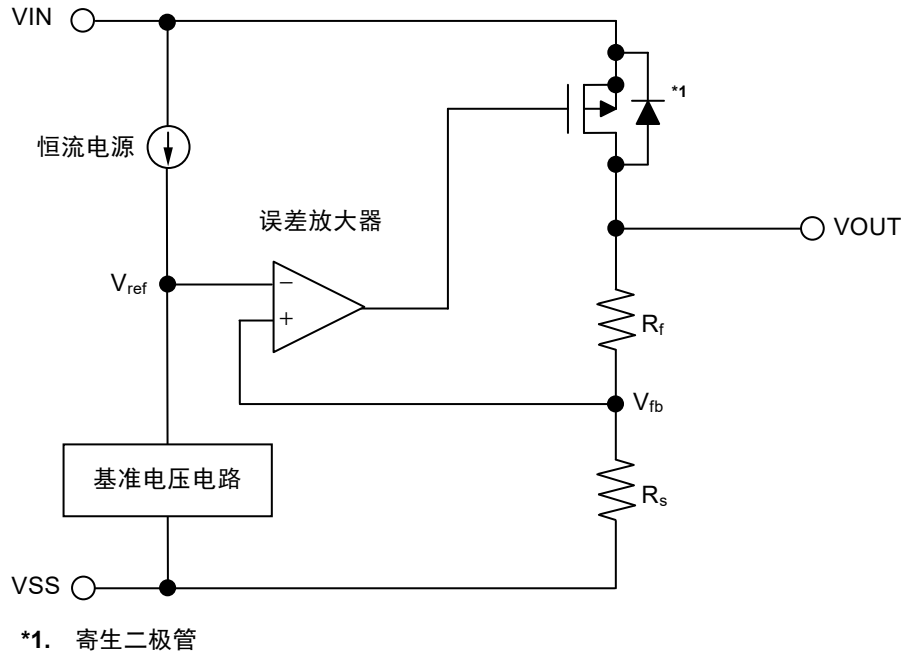 VIN
*1
恒流电源
误差放大器
VOUT
Vref
−
+
Rf
Vfb
基准电压电路
Rs
VSS
*1. 寄生二极管